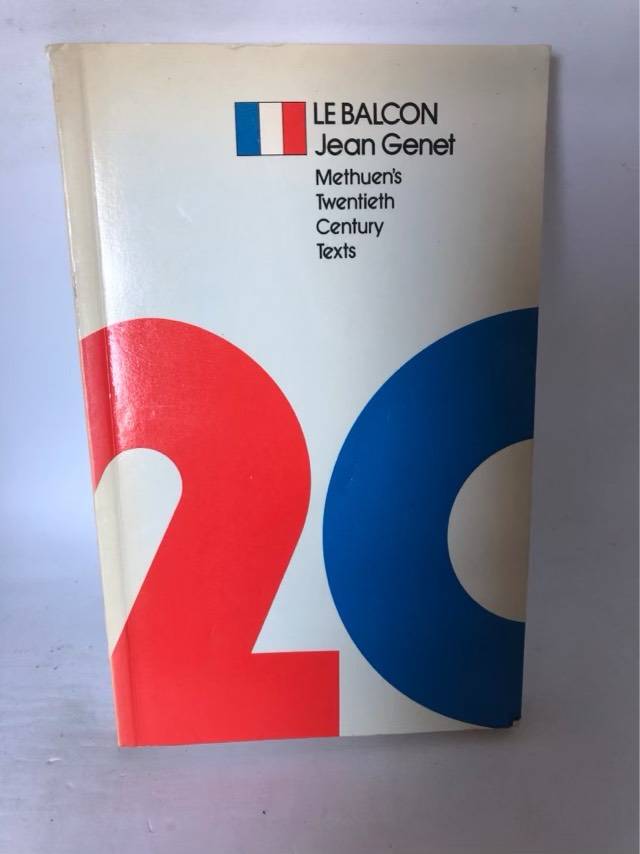 LE BALCON
Jean Genet
Methuen's
Twentieth
Century
Texts
20